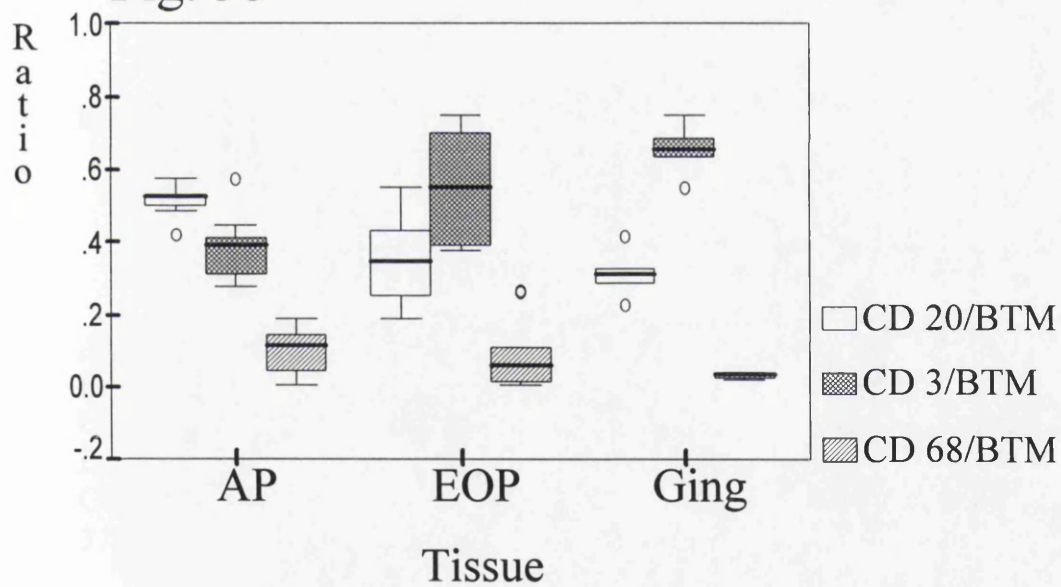 Ratio
1.0
.8
.6
.4
.2
0.0
-.2
AP EOP Ging
Tissue
CD 20/BTM
CD 3/BTM
CD 68/BTM